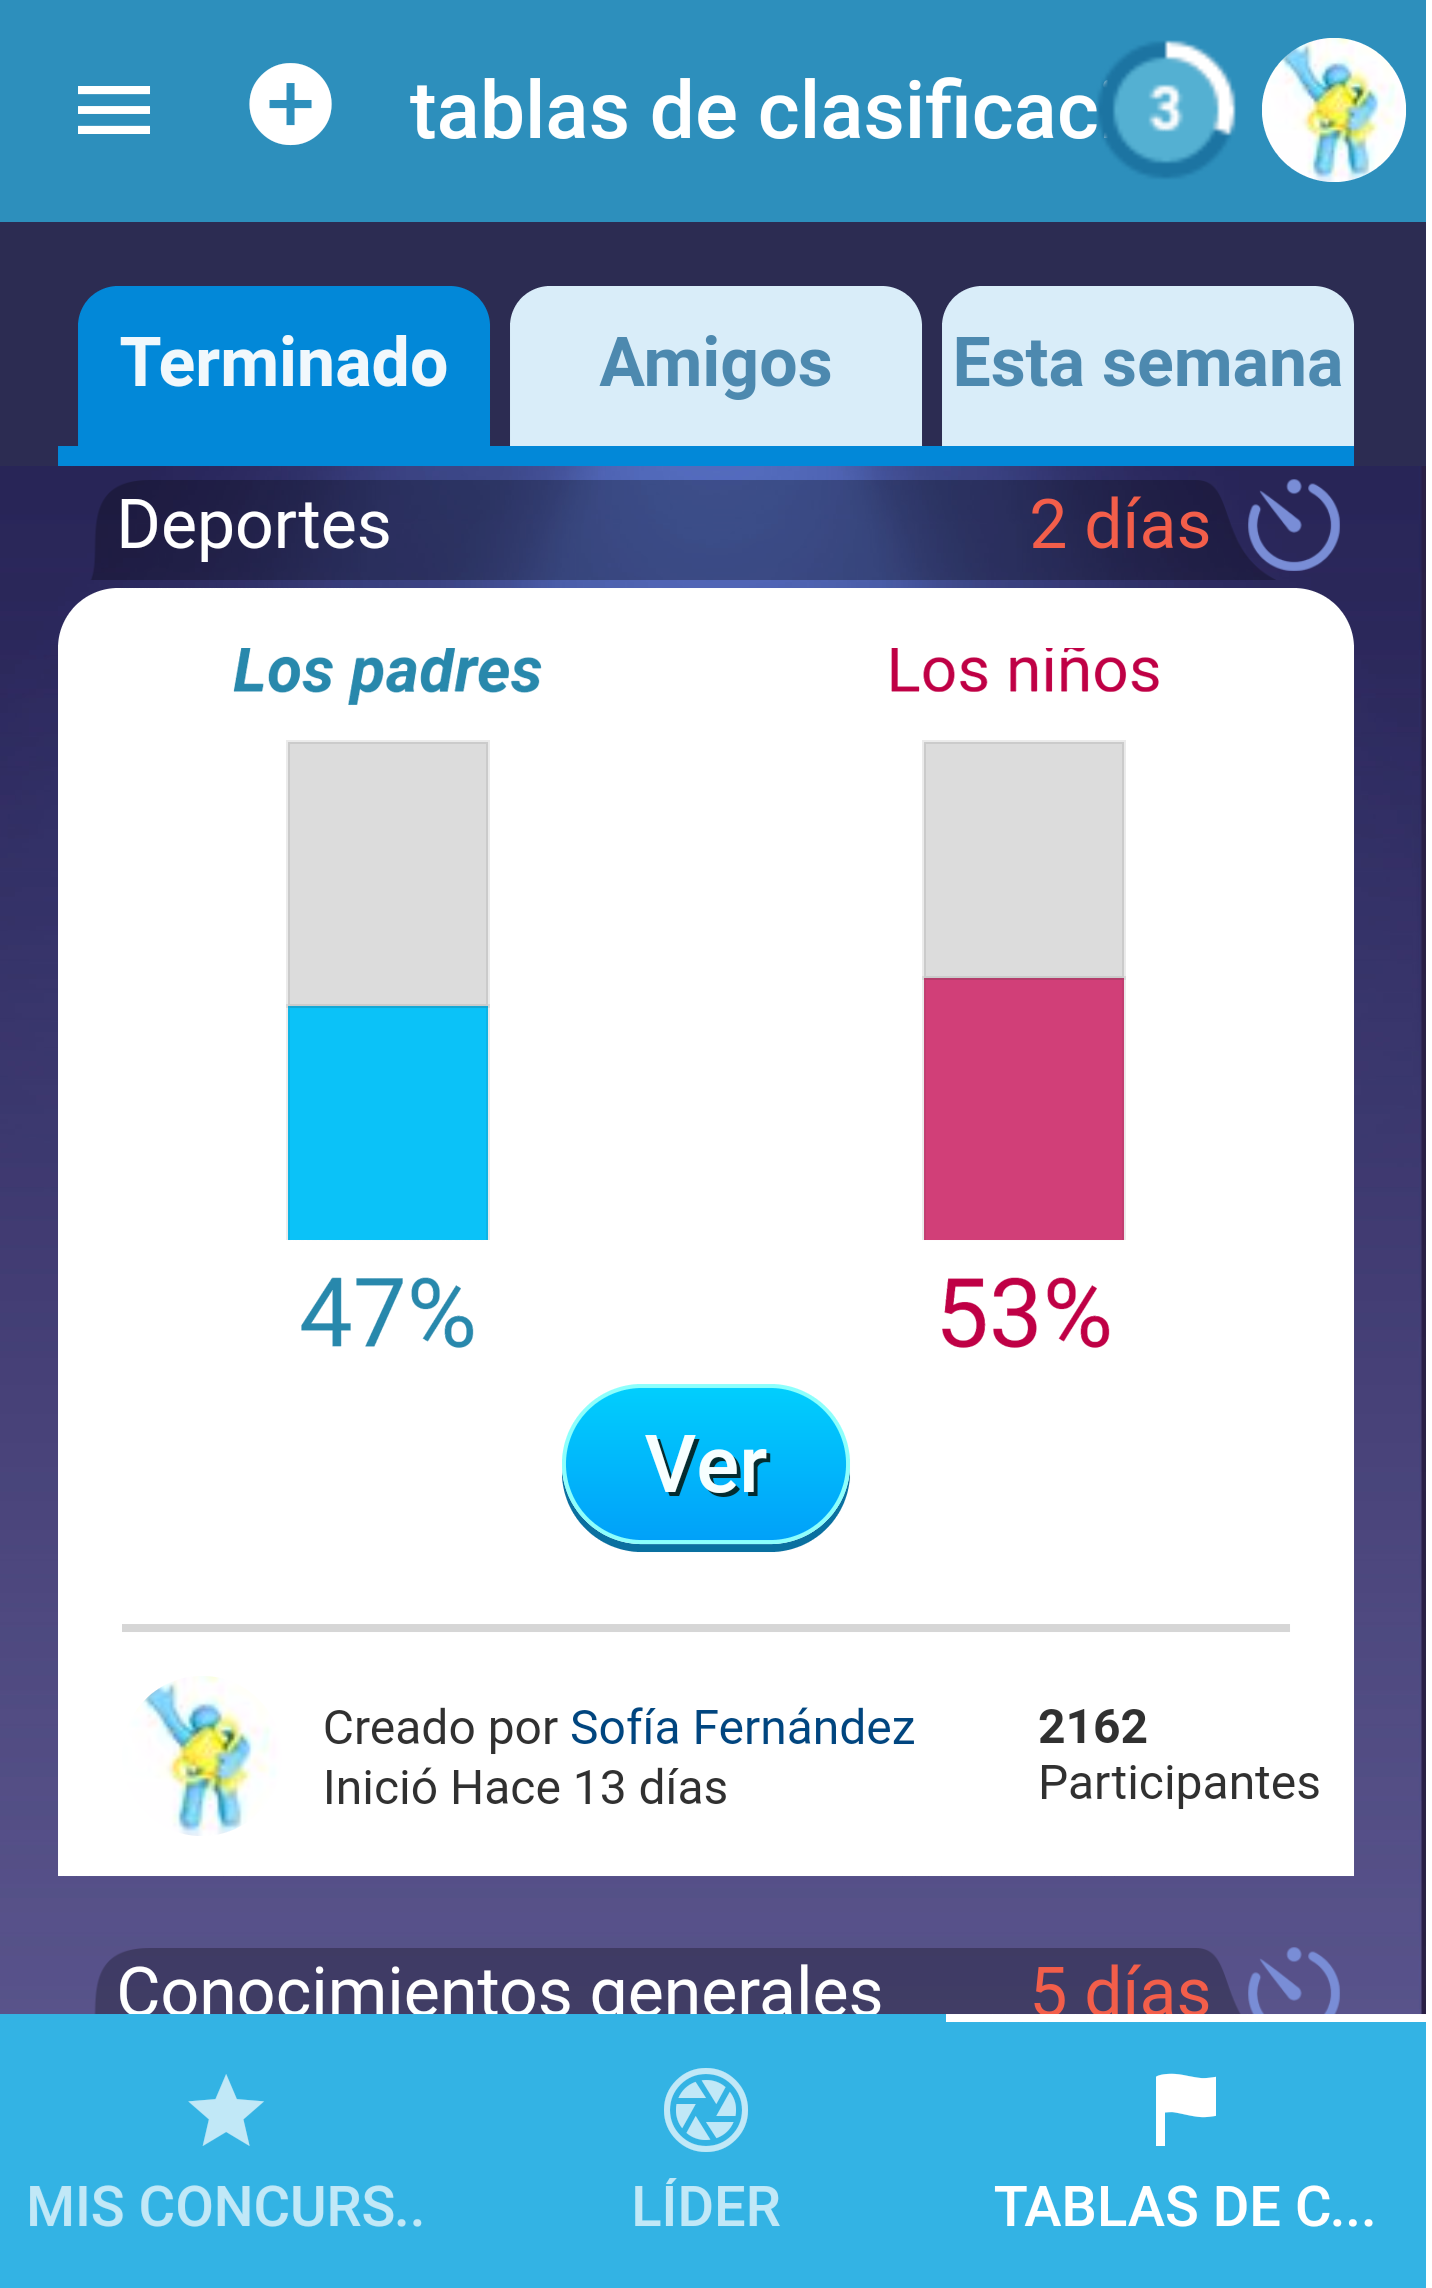 tablas de clasificac
3
Terminado
Amigos
Esta semana
Deportes
2 días
Los padres
Los niños
47%
53%
Ver
Creado por Sofía Fernández
Inició Hace 13 días
2162
Participantes
Conocimientos generales
5 días
MIS CONCURS..
LÍDER
TABLAS DE C...